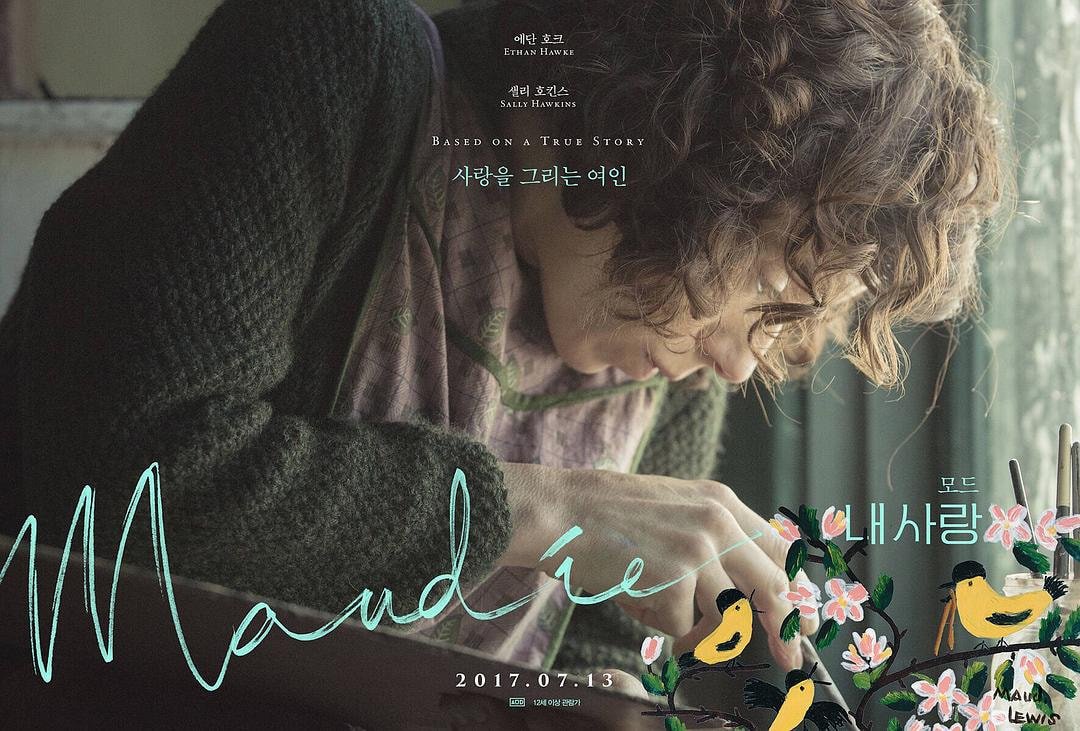 에단 호크
ETHAN HAWKE
샐리 호킨스
SALLY HAWKINS
BASED ON A TRUE STORY
사랑을 그리는 여인
모드
내 사랑
Maudie
2017.07.13
12세 이상 관람가
MAUD
LEWIS